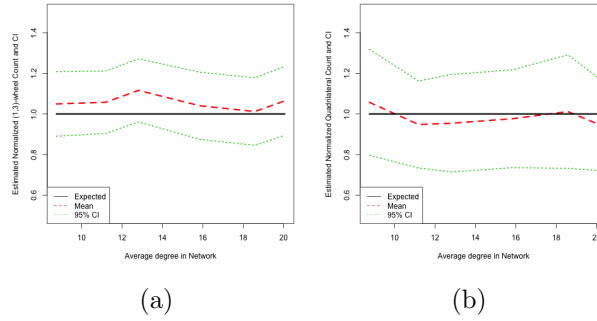 Estimated Normalized (1,3)-wheel Count and CI
1.4
1.2
1.0
0.8
0.6
Expected
Mean
95% CI
10
12
14
16
18
20
Average degree in Network
(a)
Estimated Normalized Quadrilateral Count and CI
1.4
1.2
1.0
0.8
0.6
Expected
Mean
95% CI
10
12
14
16
18
20
Average degree in Network
(b)